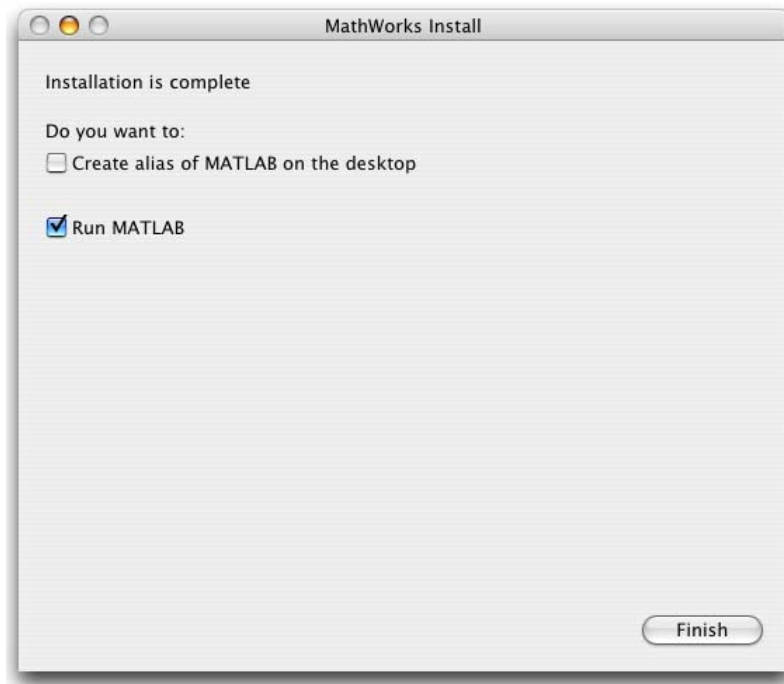 MathWorks Install
Installation is complete
Do you want to:
Create alias of MATLAB on the desktop
Run MATLAB
Finish